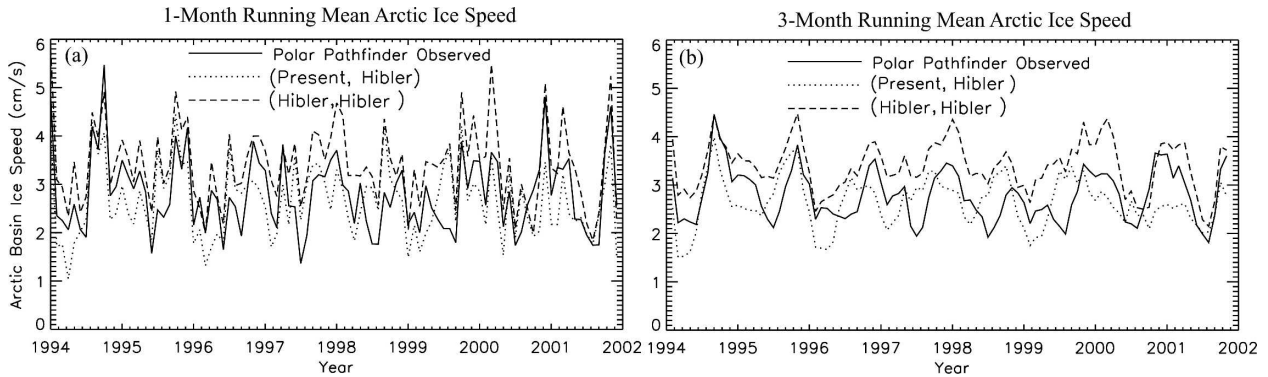 1-Month Running Mean Arctic Ice Speed
(a)
Polar Pathfinder Observed
(Present, Hibler)
(Hibler, Hibler )
Arctic Basin Ice Speed (cm/s)
6
5
4
3
2
1
0
1994 1995 1996 1997 1998 1999 2000 2001 2002
Year
3-Month Running Mean Arctic Ice Speed
(b)
Polar Pathfinder Observed
(Present, Hibler)
(Hibler, Hibler )
6
5
4
3
2
1
0
1994 1995 1996 1997 1998 1999 2000 2001 2002
Year